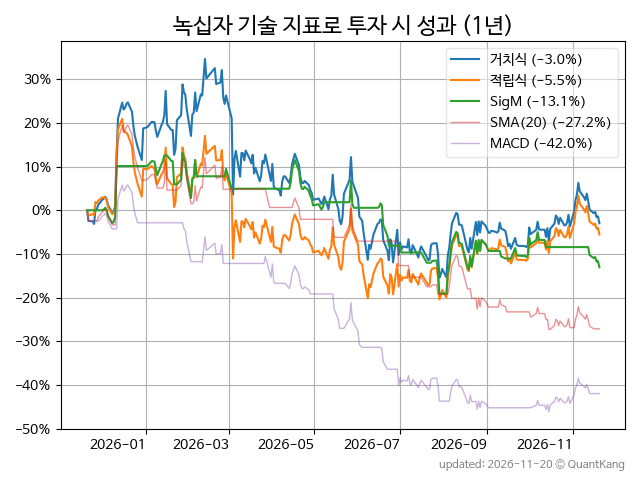 녹십자 기술 지표로 투자 시 성과 (1년)
거치식 (−3.0%)
적립식 (−5.5%)
SigM (−13.1%)
SMA(20) (−27.2%)
MACD (−42.0%)
30%
20%
10%
0%
−10%
−20%
−30%
−40%
−50%
2026-01
2026-03
2026-05
2026-07
2026-09
2026-11
updated: 2026-11-20 © QuantKang